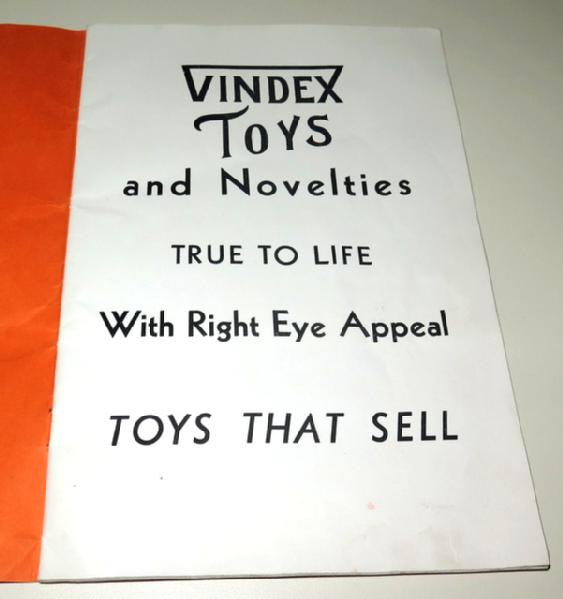 VINDEX
TOYS
and Novelties
TRUE TO LIFE
With Right Eye Appeal
TOYS THAT SELL